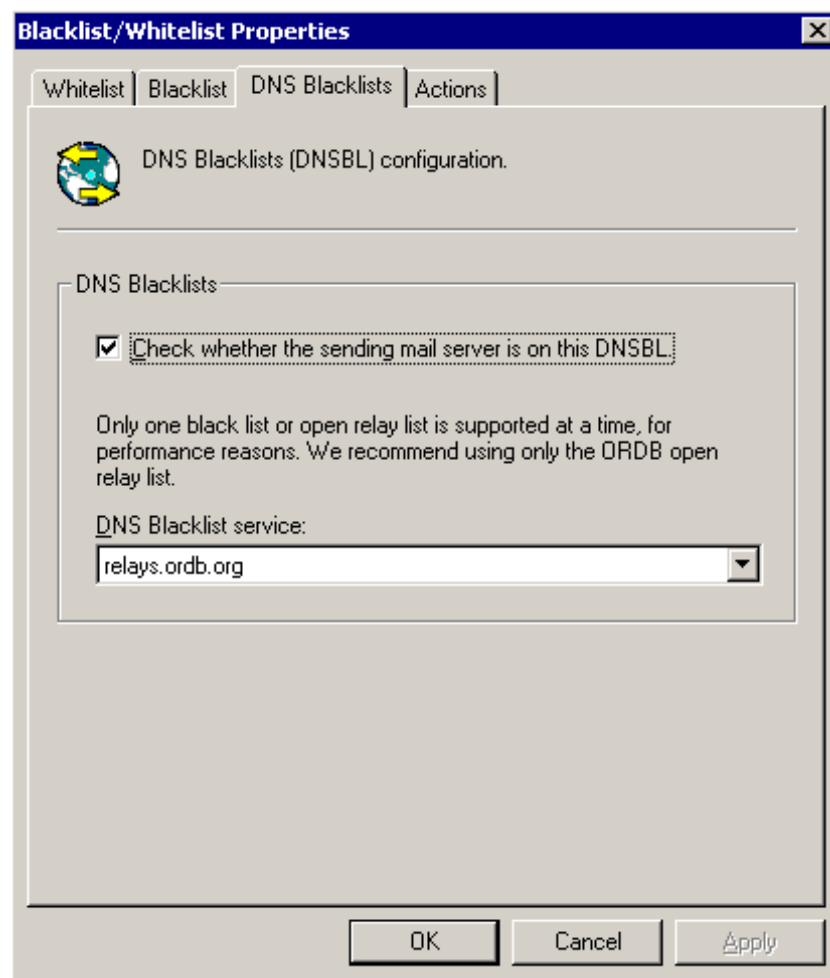 Blacklist/Whitelist Properties
Whitelist Blacklist DNS Blacklists Actions
DNS Blacklists (DNSBL) configuration.
DNS Blacklists
Check whether the sending mail server is on this DNSBL.
Only one black list or open relay list is supported at a time, for
performance reasons. We recommend using only the ORDB open
relay list.
DNS Blacklist service:
relays.ordb.org
OK Cancel Apply